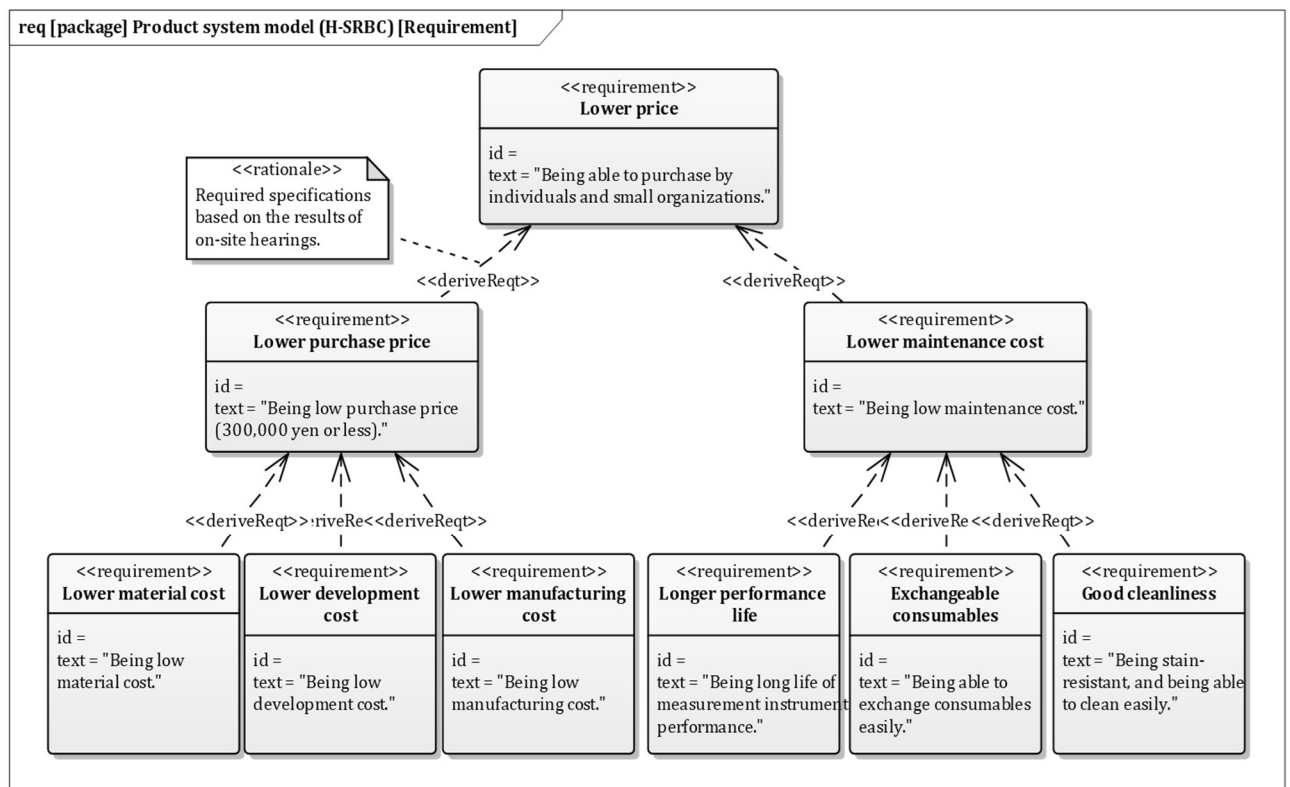 req [package] Product system model (H-SRBC) [Requirement]
<<requirement>>
Lower price
id =
text = "Being able to purchase by
individuals and small organizations."
<<rationale>>
Required specifications
based on the results of
on-site hearings.
<<deriveReqt>>
<<deriveReqt>>
<<requirement>>
Lower purchase price
id =
text = "Being low purchase price
(300,000 yen or less)."
<<requirement>>
Lower maintenance cost
id =
text = "Being low maintenance cost."
<<deriveReqt>>
riveRe
<<deriveReqt>>
<<deriveRe
<<deriveRe
<<deriveReqt>>
<<requirement>>
Lower material cost
id =
text = "Being low
material cost."
<<requirement>>
Lower development
cost
id =
text = "Being low
development cost."
<<requirement>>
Lower manufacturing
cost
id =
text = "Being low
manufacturing cost."
<<requirement>>
Longer performance
life
id =
text = "Being long life of
measurement instrument
performance."
<<requirement>>
Exchangeable
consumables
id =
text = "Being able to
exchange consumables
easily."
<<requirement>>
Good cleanliness
id =
text = "Being stain-
resistant, and being able
to clean easily."